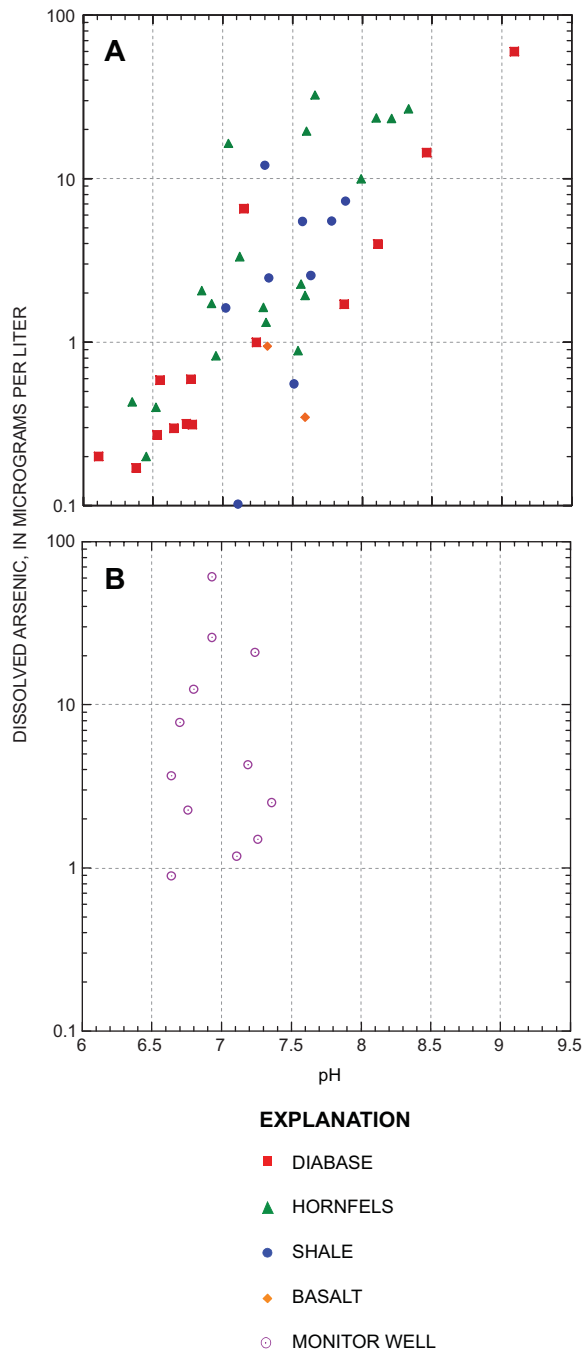 100
A
10
1
0.1
DISSOLVED ARSENIC, IN MICROGRAMS PER LITER
100
B
10
1
0.1
6 6.5 7 7.5 8 8.5 9 9.5
pH
EXPLANATION
DIABASE
HORNFELS
SHALE
BASALT
MONITOR WELL